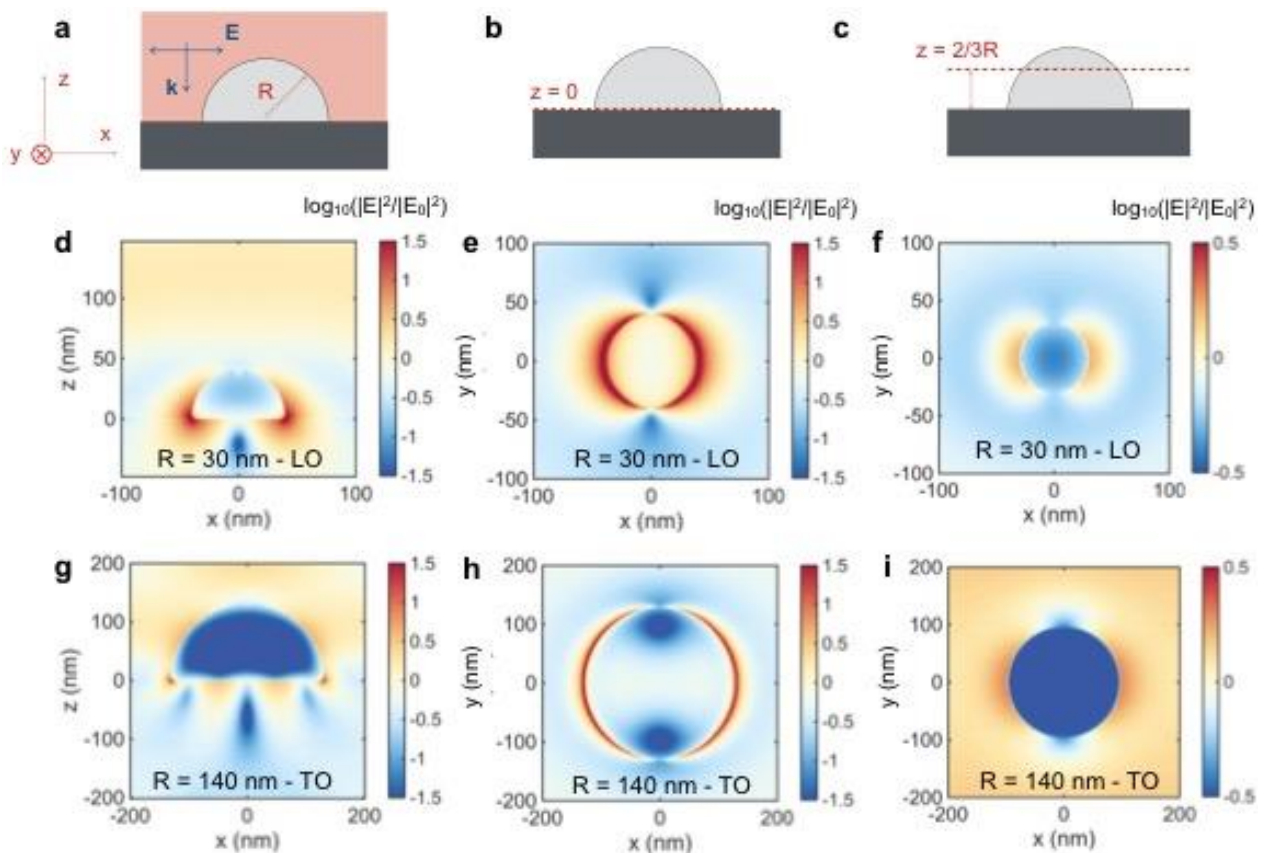 a
E
k
R
z
x
y
b
z = 0
c
z = 2/3R
log₁₀(|E|²/|E₀|²)
log₁₀(|E|²/|E₀|²)
log₁₀(|E|²/|E₀|²)
d
z (nm)
100
50
0
-100
0
100
x (nm)
R = 30 nm - LO
1.5
1
0.5
0
-0.5
-1
-1.5
e
y (nm)
100
50
0
-50
-100
-100
0
100
x (nm)
R = 30 nm - LO
1.5
1
0.5
0
-0.5
-1
-1.5
f
y (nm)
100
50
0
-50
-100
-100
0
100
x (nm)
R = 30 nm - LO
0.5
0
-0.5
g
z (nm)
200
100
0
-100
-200
-200
0
200
x (nm)
R = 140 nm - TO
1.5
1
0.5
0
-0.5
-1
-1.5
h
y (nm)
200
100
0
-100
-200
-200
0
200
x (nm)
R = 140 nm - TO
1.5
1
0.5
0
-0.5
-1
-1.5
i
y (nm)
200
100
0
-100
-200
-200
0
200
x (nm)
R = 140 nm - TO
0.5
0
-0.5